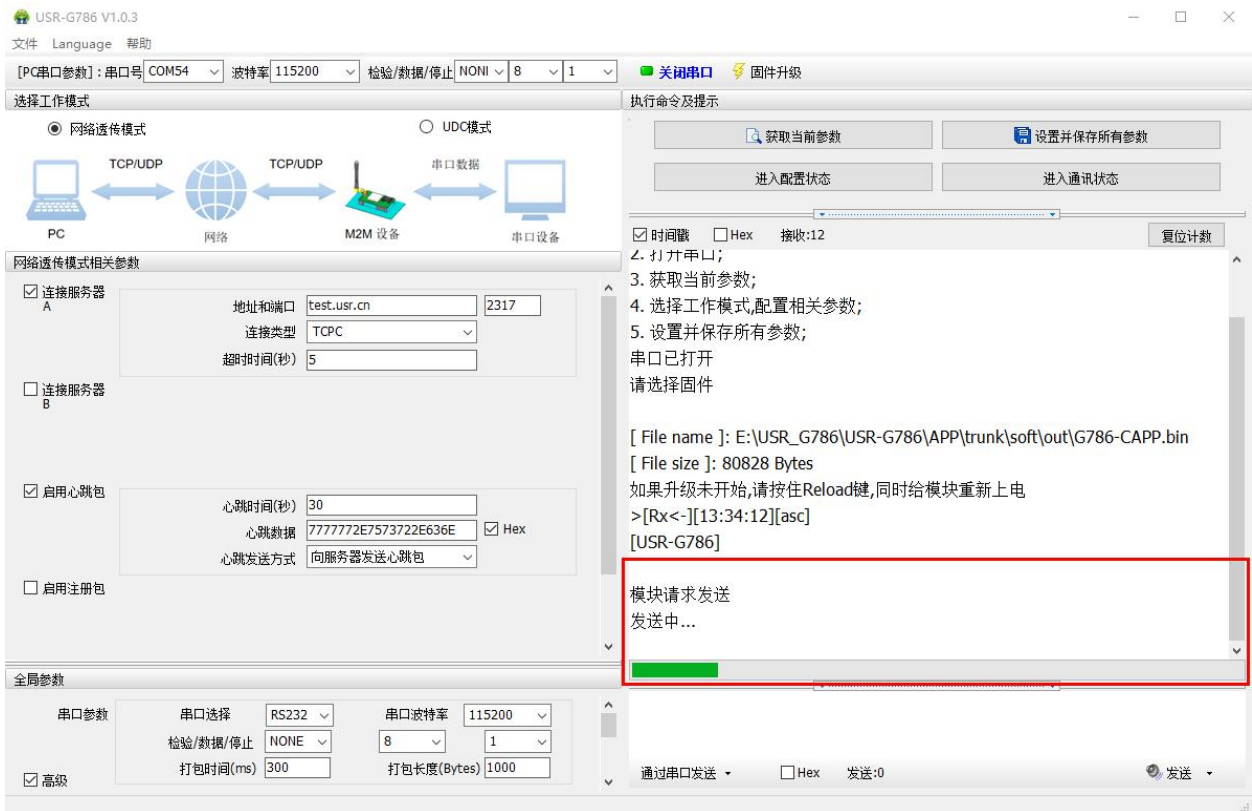 USR-G786 V1.0.3
文件 Language 帮助
[PC串口参数]:串口号 COM54 波特率 115200 检验/数据/停止 NONI 8 1 关闭串口 固件升级
选择工作模式
网络透传模式 UDC模式
TCP/UDP TCP/UDP 串口数据
PC 网络 M2M 设备 串口设备
网络透传模式相关参数
连接服务器
A
地址和端口 test.usr.cn 2317
连接类型 TCPC
超时时间(秒) 5
连接服务器
B
启用心跳包
心跳时间(秒) 30
心跳数据 7777772E7573722E636E Hex
心跳发送方式 向服务器发送心跳包
启用注册包
全局参数
串口参数 串口选择 RS232 串口波特率 115200
检验/数据/停止 NONE 8 1
打包时间(ms) 300 打包长度(Bytes) 1000
高级
执行命令及提示
获取当前参数 设置并保存所有参数
进入配置状态 进入通讯状态
时间戳 Hex 接收:12 复位计数
2. 打开串口;
3. 获取当前参数;
4. 选择工作模式,配置相关参数;
5. 设置并保存所有参数;
串口已打开
请选择固件
[ File name ]: E:\USR_G786\USR-G786\APP\trunk\soft\out\G786-CAPP.bin
[ File size ]: 80828 Bytes
如果升级未开始,请按住Reload键,同时给模块重新上电
>[Rx<-][13:34:12][asc]
[USR-G786]
模块请求发送
发送中...
通过串口发送 Hex 发送:0 发送